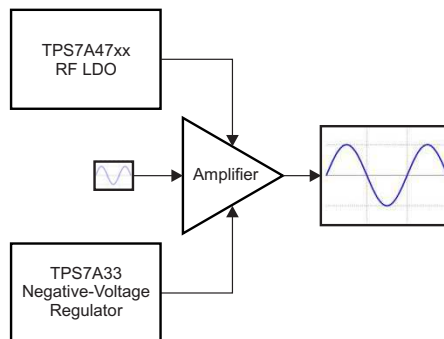 TPS7A47xx
RF LDO
Amplifier
TPS7A33
Negative-Voltage
Regulator